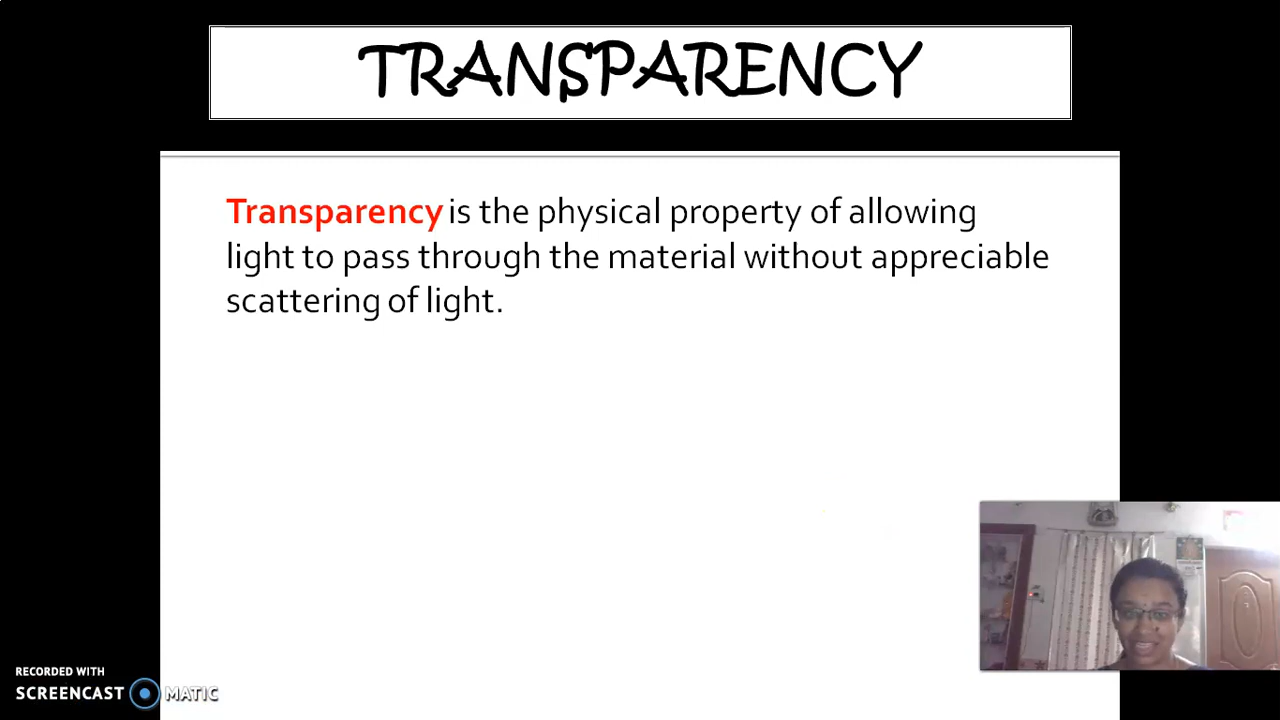 TRANSPARENCY
Transparency is the physical property of allowing
light to pass through the material without appreciable
scattering of light.
RECORDED WITH
SCREENCAST MATIC